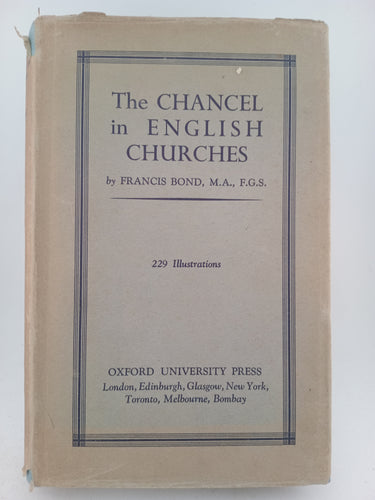 The CHANCEL
in ENGLISH
CHURCHES
by FRANCIS BOND, M.A., F.G.S.
229 Illustrations
OXFORD UNIVERSITY PRESS
London, Edinburgh, Glasgow, New York,
Toronto, Melbourne, Bombay